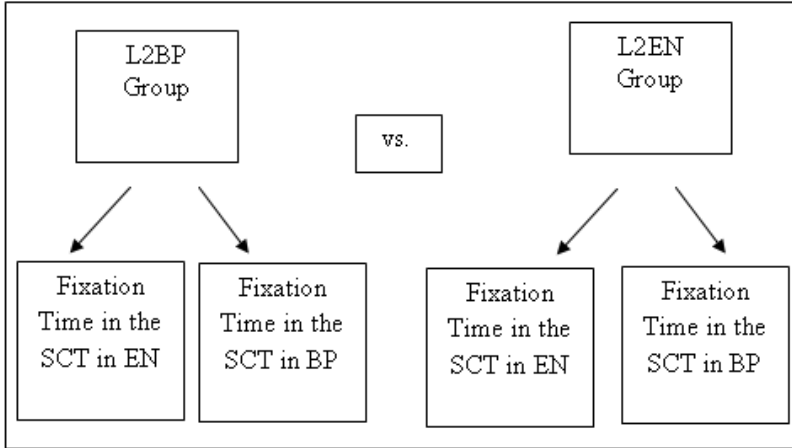 L2BP
Group
vs.
L2EN
Group
Fixation
Time in the
SCT in EN
Fixation
Time in the
SCT in BP
Fixation
Time in the
SCT in EN
Fixation
Time in the
SCT in BP